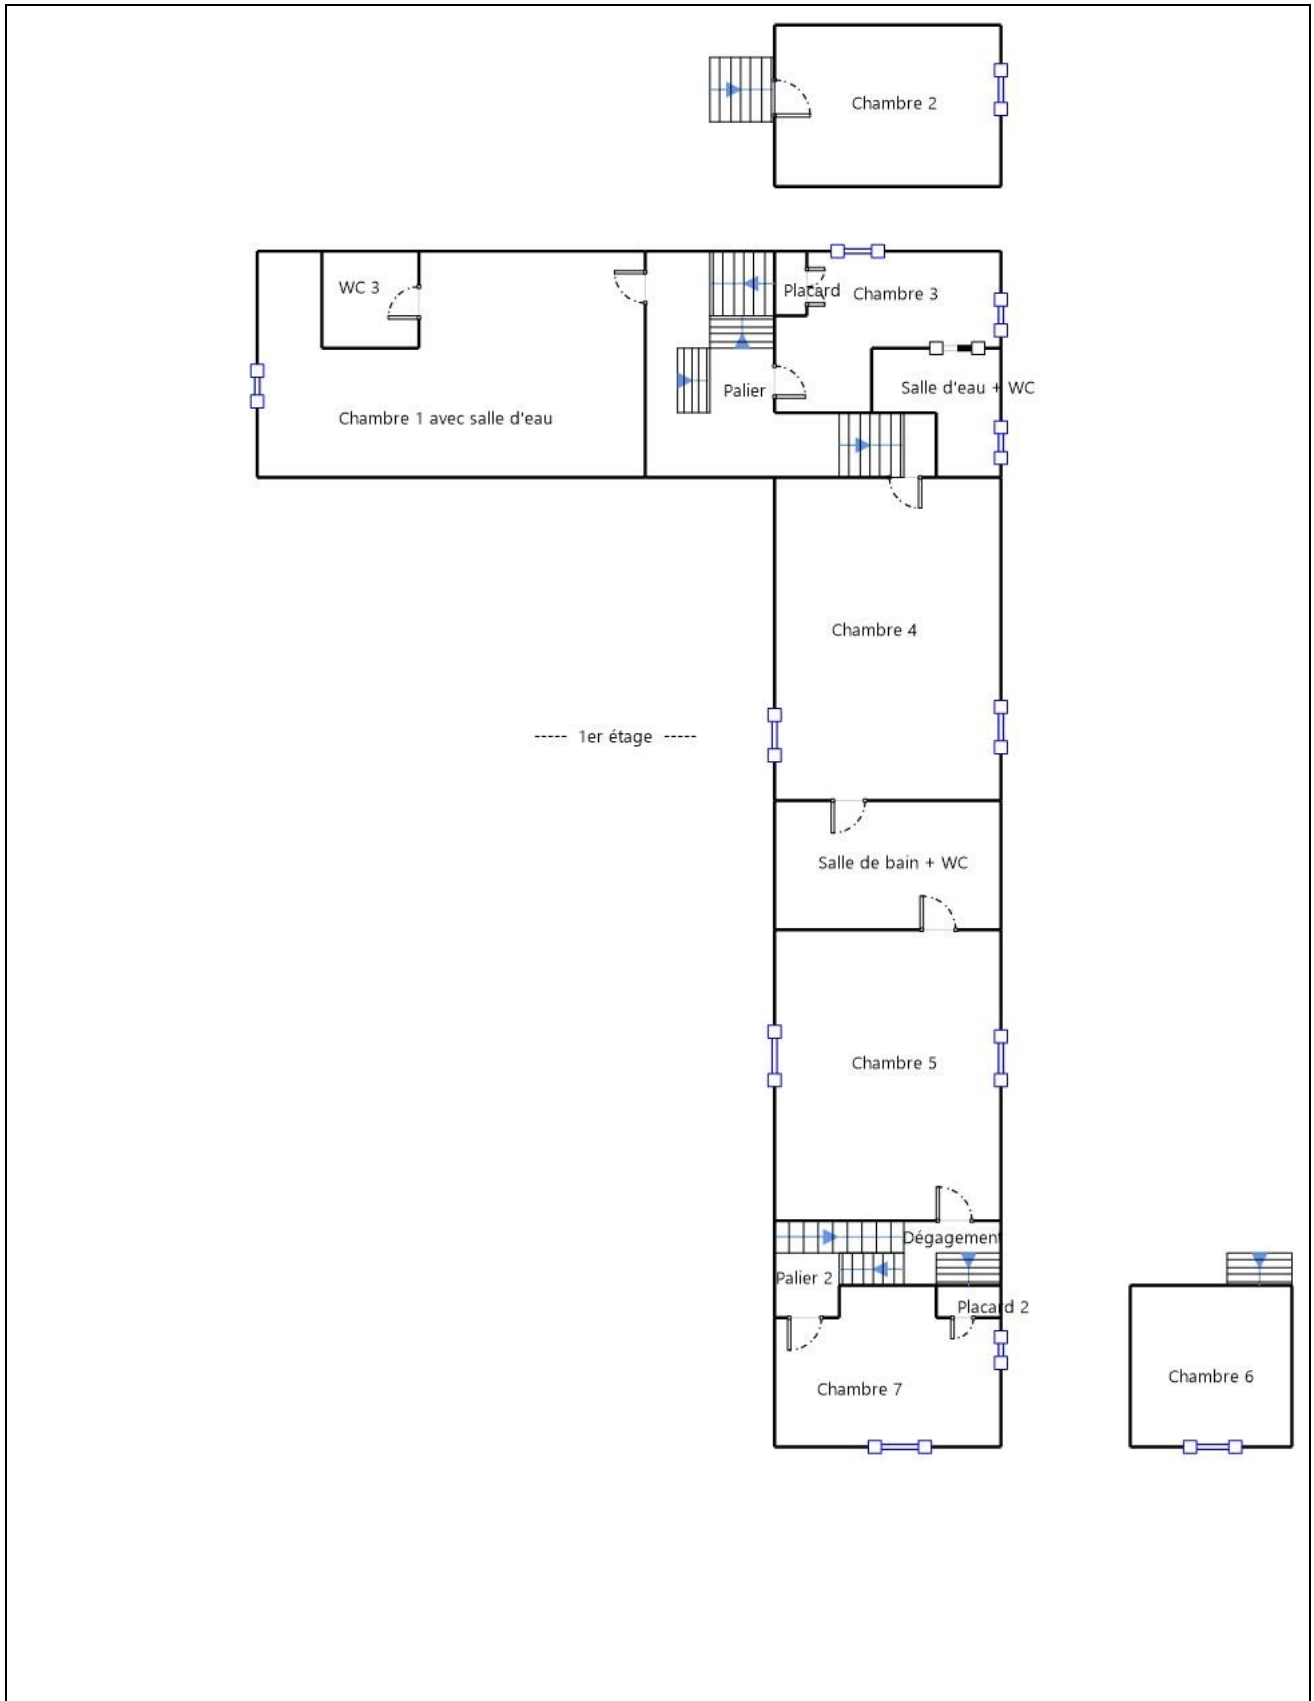 Chambre 2
WC 3
Placard
Chambre 3
Palier
Salle d'eau + WC
Chambre 1 avec salle d'eau
Chambre 4
----- 1er étage -----
Salle de bain + WC
Chambre 5
Dégagement
Palier 2
Placard 2
Chambre 6
Chambre 7